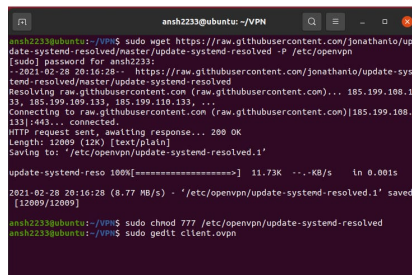 ansh2233@ubuntu: ~/VPN
ansh2233@ubuntu:~/VPN$ sudo wget https://raw.githubusercontent.com/jonathanio/up
date-systemd-resolved/master/update-systemd-resolved -P /etc/openvpn
[sudo] password for ansh2233:
--2021-02-28 20:16:28-- https://raw.githubusercontent.com/jonathanio/update-sys
temd-resolved/master/update-systemd-resolved
Resolving raw.githubusercontent.com (raw.githubusercontent.com)... 185.199.108.1
33, 185.199.109.133, 185.199.110.133, ...
Connecting to raw.githubusercontent.com (raw.githubusercontent.com)|185.199.108.
133|:443... connected.
HTTP request sent, awaiting response... 200 OK
Length: 12009 (12K) [text/plain]
Saving to: ‘/etc/openvpn/update-systemd-resolved.1’
update-systemd-reso 100%[===================>] 11.73K --.-KB/s in 0.001s
2021-02-28 20:16:28 (8.77 MB/s) - ‘/etc/openvpn/update-systemd-resolved.1’ saved
[12009/12009]
ansh2233@ubuntu:~/VPN$ sudo chmod 777 /etc/openvpn/update-systemd-resolved
ansh2233@ubuntu:~/VPN$ sudo gedit client.ovpn